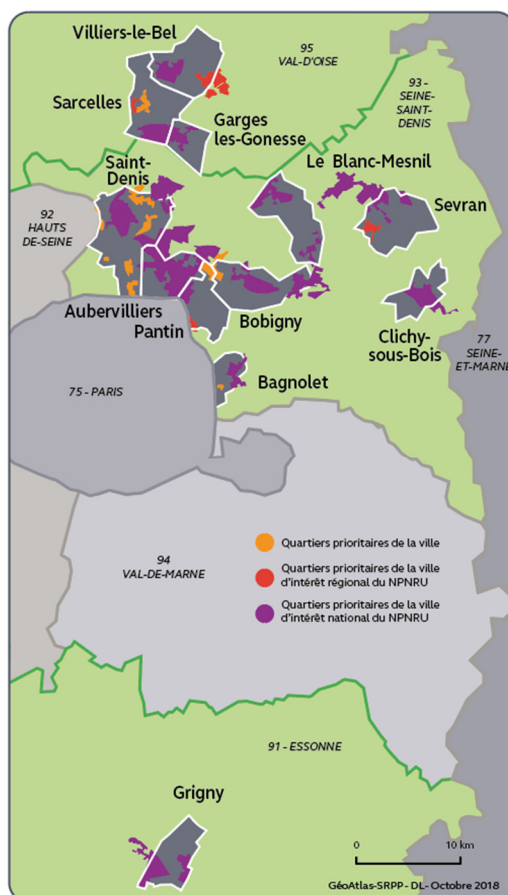 Villiers-le-Bel
95
VAL-D'OISE
93 -
SEINE-
SAINT-
DENIS
Sarcelles
Garges
les-Gonesse
Saint-
Denis
Le Blanc-Mesnil
Sevran
92
HAUTS
DE-SEINE
Aubervilliers
Pantin
Bobigny
Clichy-
sous-Bois
77
SEINE
-ET-MARNE
75 - PARIS
Bagnolet
Quartiers prioritaires de la ville
Quartiers prioritaires de la ville
d'intérêt régional du NPNRU
Quartiers prioritaires de la ville
d'intérêt national du NPNRU
94
VAL-DE-MARNE
91 - ESSONNE
Grigny
0
10 km
GéoAtlas-SRPP- DL- Octobre 2018